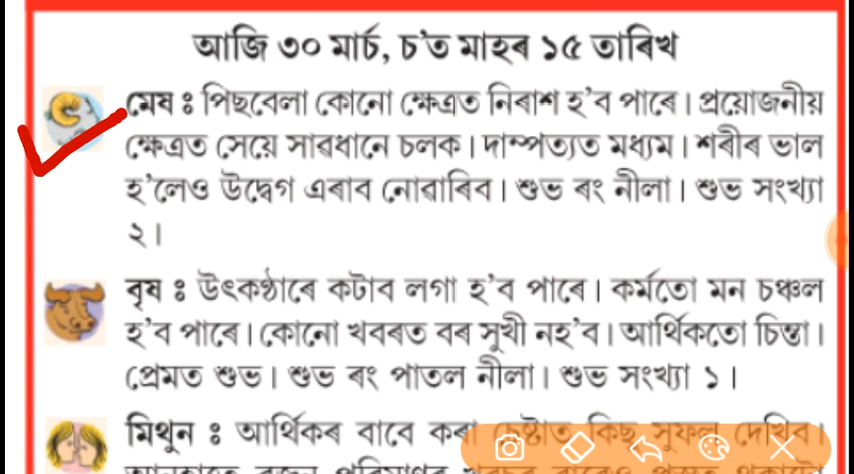 আজি ৩০ মাৰ্চ, চ'ত মাহৰ ১৫ তাৰিখ
মেষ ঃ পিছবেলা কোনো ক্ষেত্ৰত নিৰাশ হ'ব পাৰে। প্ৰয়োজনীয়
ক্ষেত্ৰত সেয়ে সাৱধানে চলক। দাম্পত্যত মধ্যম। শৰীৰ ভাল
হ'লেও উদ্বেগ এৰাব নোৱাৰিব। শুভ ৰং নীলা। শুভ সংখ্যা
২।
বৃষ ঃ উৎকণ্ঠাৰে কটাব লগা হ'ব পাৰে। কৰ্মতো মন চঞ্চল
হ'ব পাৰে। কোনো খবৰত বৰ সুখী নহ'ব। আৰ্থিকতো চিন্তা।
প্ৰেমত শুভ। শুভ ৰং পাতল নীলা। শুভ সংখ্যা ১।
মিথুন ঃ আৰ্থিকৰ বাবে কৰা চেষ্টাত কিছু সুফল দেখিব।